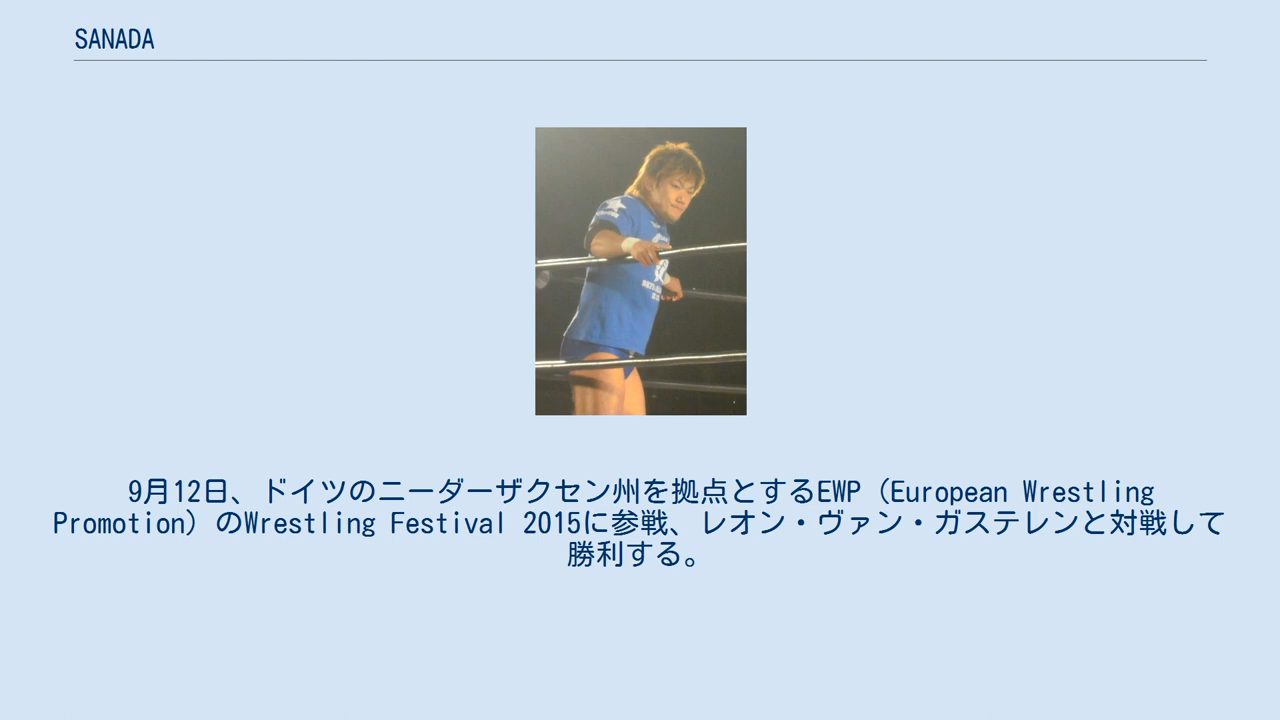 SANADA
9月12日、ドイツのニーダーザクセン州を拠点とするEWP（European Wrestling
Promotion）のWrestling Festival 2015に参戦、レオン・ヴァン・ガステレンと対戦して
勝利する。